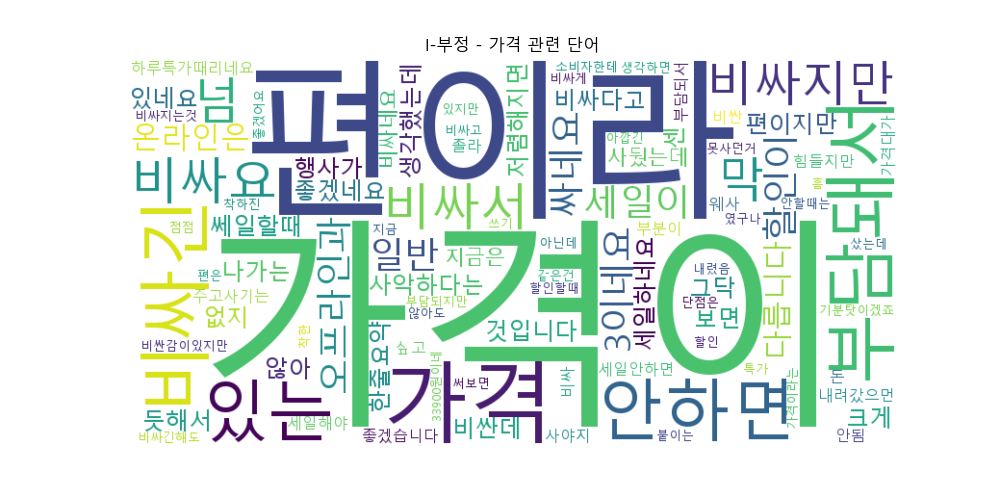 I-부정 - 가격 관련 단어
하루특가때리네요
있네요
비싸지는것
넘
좋겠어요
온라인은
편이라
비싸네요
생각했는데
있지만
비싸고
졸라
저렴해지면
소비자한테 생각하면
비싸게
비싸다고
부담되서
비싸지만
비싼
편이지만
아깝긴
센
사뒀는데
못사던거
힘들지만
가격대가
비싸요
행사가
좋겠네요
착하진
쎄일할때
비싸서
싸네요
세일이
막
할인이
웨사
안할때는
흠
부담돼서
비싸긴
점점
지금
쓰기
아닌데
부분이
였구나
샀는데
가격이
오프라인과
일반
지금은
3이네요
세일하네요
다릅니다
내렸음
그닥
단점은
보면
할인
편은
나가는
사악하다는
같은건
할인할때
주고사기는
부담되지만
않아도
없지
착한
것입니다
기분탓이겠죠
비싼감이있지만
않아
한줄요약
싶고
33900원이네
써보면
비싸
세일안하면
특가
가격이라는
돈
내려갔으면
있는
가격
안하면
듯해서
세일해야
크게
비싸긴해도
좋겠습니다
비싼데
사야지
붙이는
안됨